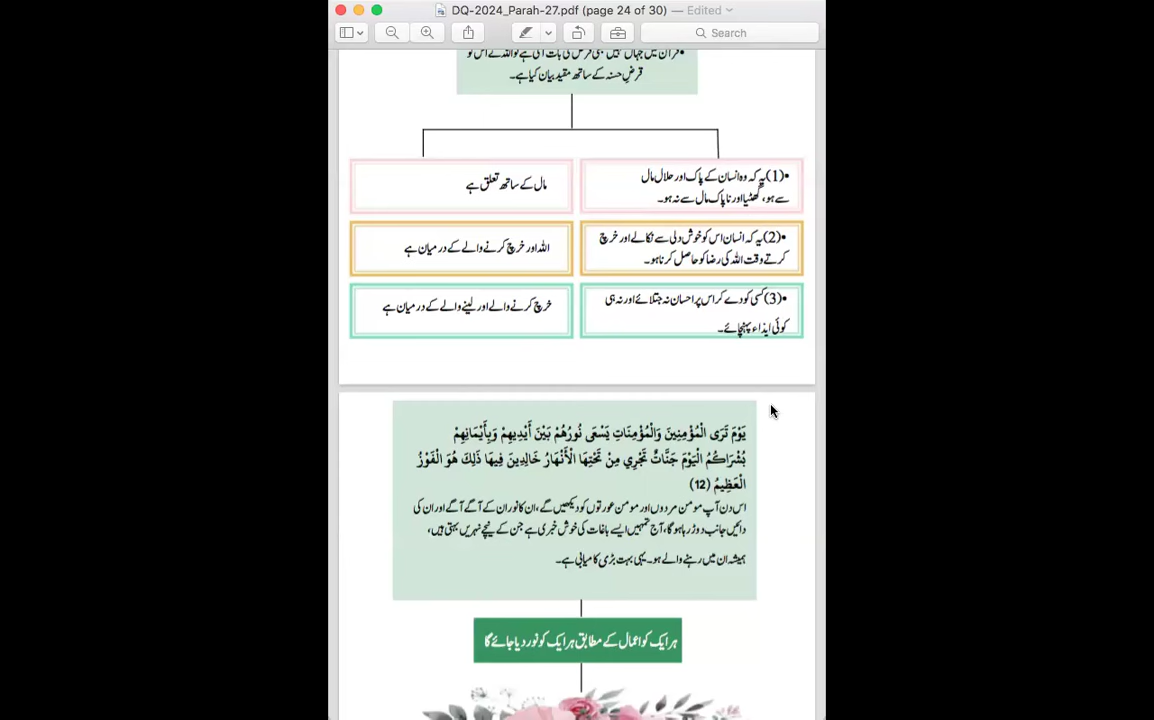 DQ-2024_Parah-27.pdf (page 24 of 30) — Edited
Search
•قرآن میں جہاں کہیں بھی قرض کی بات آئی ہے تو اللہ نے اس کو
قرضِ حسنہ کے ساتھ مقید بیان کیا ہے۔
•(1) یہ کہ وہ انسان کے پاک اور حلال مال
سے ہو، گھٹیا اور ناپاک مال سے نہ ہو۔
مال کے ساتھ تعلق ہے
•(2) یہ کہ انسان اس کو خوش دلی سے نکالے اور خرچ
کرتے وقت اللہ کی رضا کو حاصل کرنا ہو۔
اللہ اور خرچ کرنے والے کے درمیان ہے
•(3) کسی کو دے کر اس پر احسان نہ جتلائے اور نہ ہی
کوئی ایذاء پہنچائے۔
خرچ کرنے والے اور لینے والے کے درمیان ہے
يَوْمَ تَرَى الْمُؤْمِنِينَ وَالْمُؤْمِنَاتِ يَسْعَى نُورُهُمْ بَيْنَ أَيْدِيهِمْ وَبِأَيْمَانِهِمْ
بُشْرَاكُمُ الْيَوْمَ جَنَّاتٌ تَجْرِي مِنْ تَحْتِهَا الْأَنْهَارُ خَالِدِينَ فِيهَا ذَلِكَ هُوَ الْفَوْزُ
الْعَظِيمُ (12)
اس دن آپ مومن مردوں اور مومن عورتوں کو دیکھیں گے، ان کا نور ان کے آگے آگے اور ان کی
دائیں جانب دوڑ رہا ہو گا، آج تمہیں ایسے باغات کی خوش خبری ہے جن کے نیچے نہریں بہتی ہیں،
ہمیشہ ان میں رہنے والے ہو۔ یہی بہت بڑی کامیابی ہے۔
ہر ایک کو اعمال کے مطابق ہر ایک کو نور دیا جائے گا